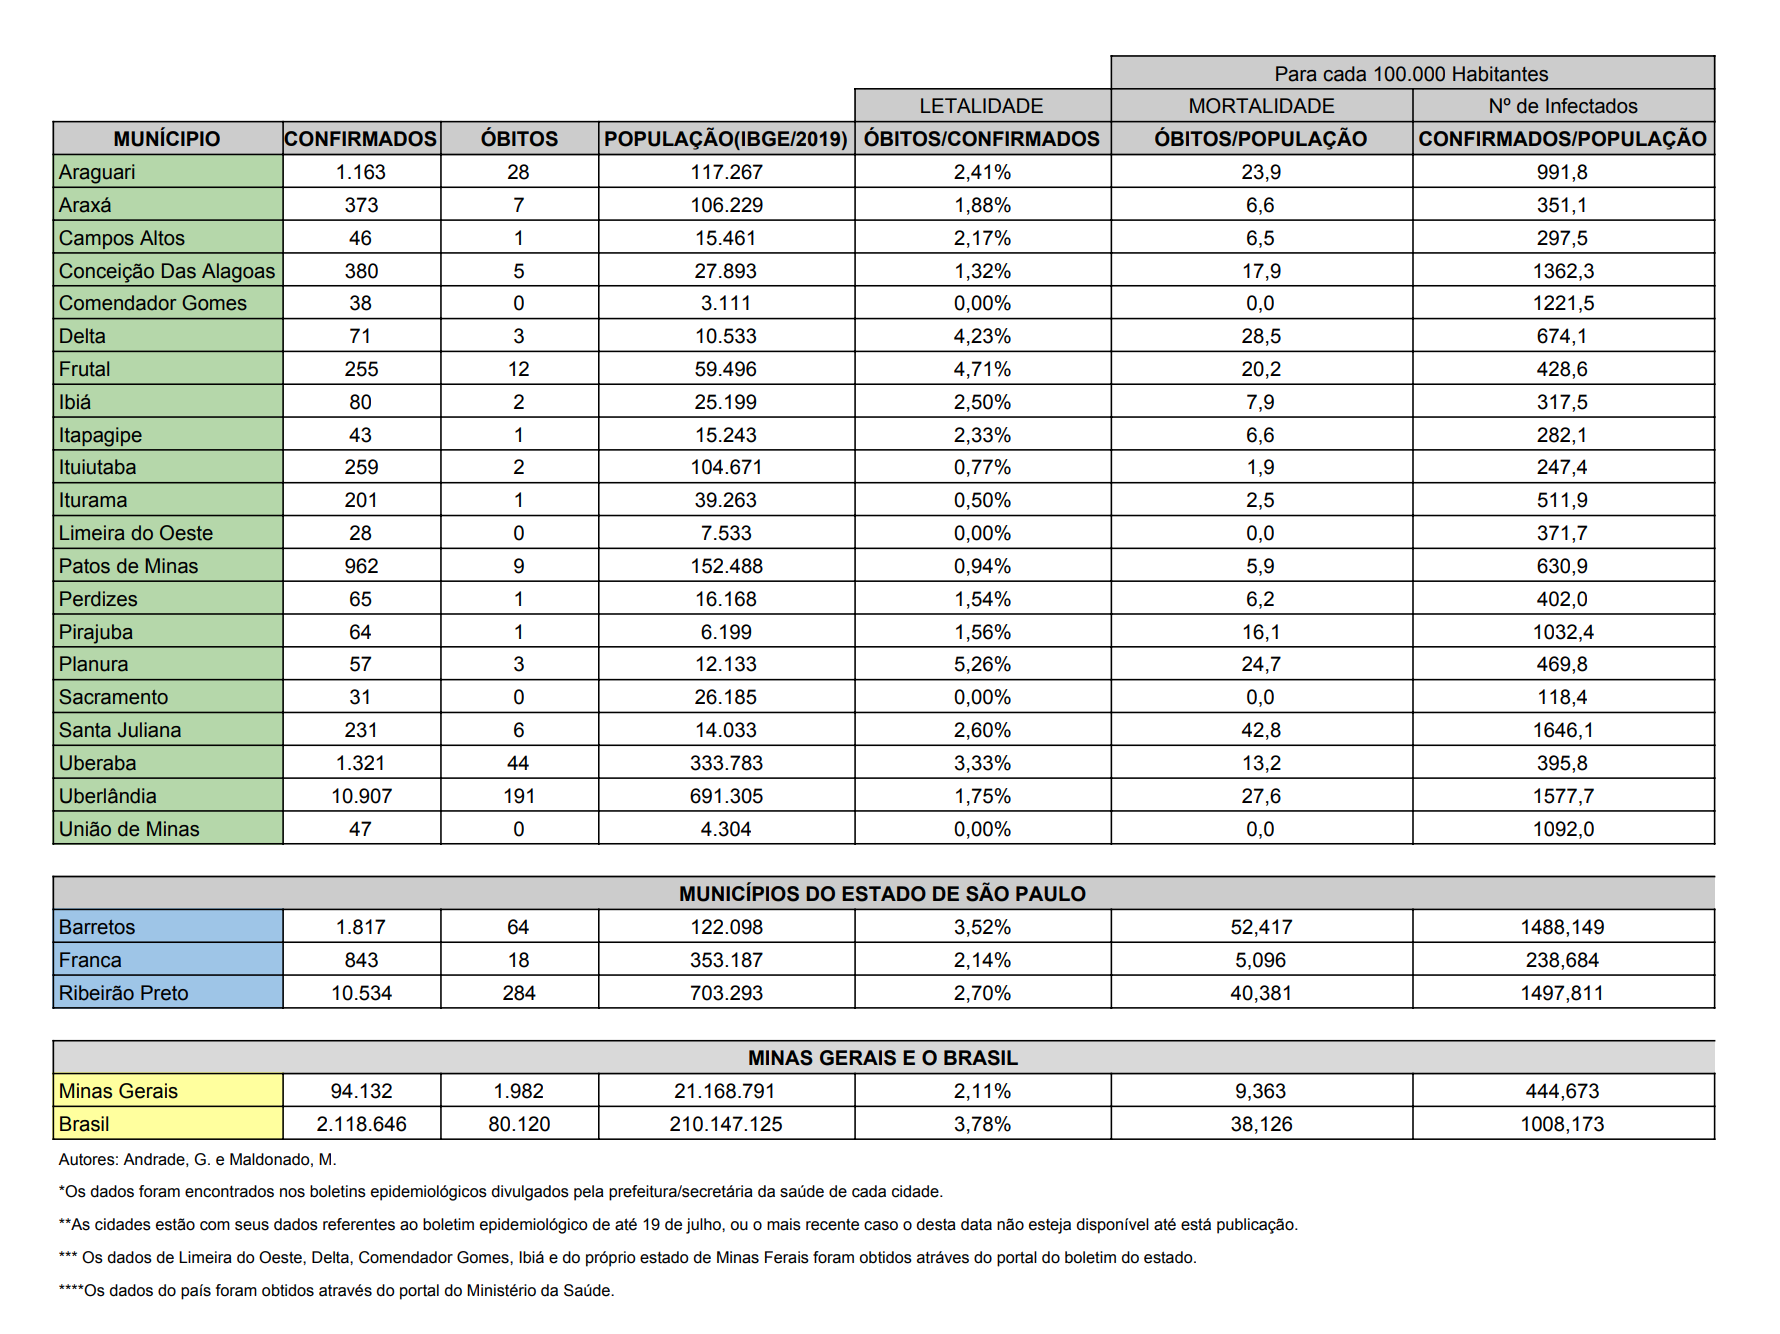 Para cada 100.000 Habitantes
LETALIDADE MORTALIDADE Nº de Infectados
MUNÍCIPIO CONFIRMADOS ÓBITOS POPULAÇÃO(IBGE/2019) ÓBITOS/CONFIRMADOS ÓBITOS/POPULAÇÃO CONFIRMADOS/POPULAÇÃO
Araguari 1.163 28 117.267 2,41% 23,9 991,8
Araxá 373 7 106.229 1,88% 6,6 351,1
Campos Altos 46 1 15.461 2,17% 6,5 297,5
Conceição Das Alagoas 380 5 27.893 1,32% 17,9 1362,3
Comendador Gomes 38 0 3.111 0,00% 0,0 1221,5
Delta 71 3 10.533 4,23% 28,5 674,1
Frutal 255 12 59.496 4,71% 20,2 428,6
Ibiá 80 2 25.199 2,50% 7,9 317,5
Itapagipe 43 1 15.243 2,33% 6,6 282,1
Ituiutaba 259 2 104.671 0,77% 1,9 247,4
Iturama 201 1 39.263 0,50% 2,5 511,9
Limeira do Oeste 28 0 7.533 0,00% 0,0 371,7
Patos de Minas 962 9 152.488 0,94% 5,9 630,9
Perdizes 65 1 16.168 1,54% 6,2 402,0
Pirajuba 64 1 6.199 1,56% 16,1 1032,4
Planura 57 3 12.133 5,26% 24,7 469,8
Sacramento 31 0 26.185 0,00% 0,0 118,4
Santa Juliana 231 6 14.033 2,60% 42,8 1646,1
Uberaba 1.321 44 333.783 3,33% 13,2 395,8
Uberlândia 10.907 191 691.305 1,75% 27,6 1577,7
União de Minas 47 0 4.304 0,00% 0,0 1092,0
MUNICÍPIOS DO ESTADO DE SÃO PAULO
Barretos 1.817 64 122.098 3,52% 52,417 1488,149
Franca 843 18 353.187 2,14% 5,096 238,684
Ribeirão Preto 10.534 284 703.293 2,70% 40,381 1497,811
MINAS GERAIS E O BRASIL
Minas Gerais 94.132 1.982 21.168.791 2,11% 9,363 444,673
Brasil 2.118.646 80.120 210.147.125 3,78% 38,126 1008,173
Autores: Andrade, G. e Maldonado, M.
*Os dados foram encontrados nos boletins epidemiológicos divulgados pela prefeitura/secretária da saúde de cada cidade.
**As cidades estão com seus dados referentes ao boletim epidemiológico de até 19 de julho, ou o mais recente caso o desta data não esteja disponível até está publicação.
*** Os dados de Limeira do Oeste, Delta, Comendador Gomes, Ibiá e do próprio estado de Minas Ferais foram obtidos atráves do portal do boletim do estado.
****Os dados do país foram obtidos através do portal do Ministério da Saúde.